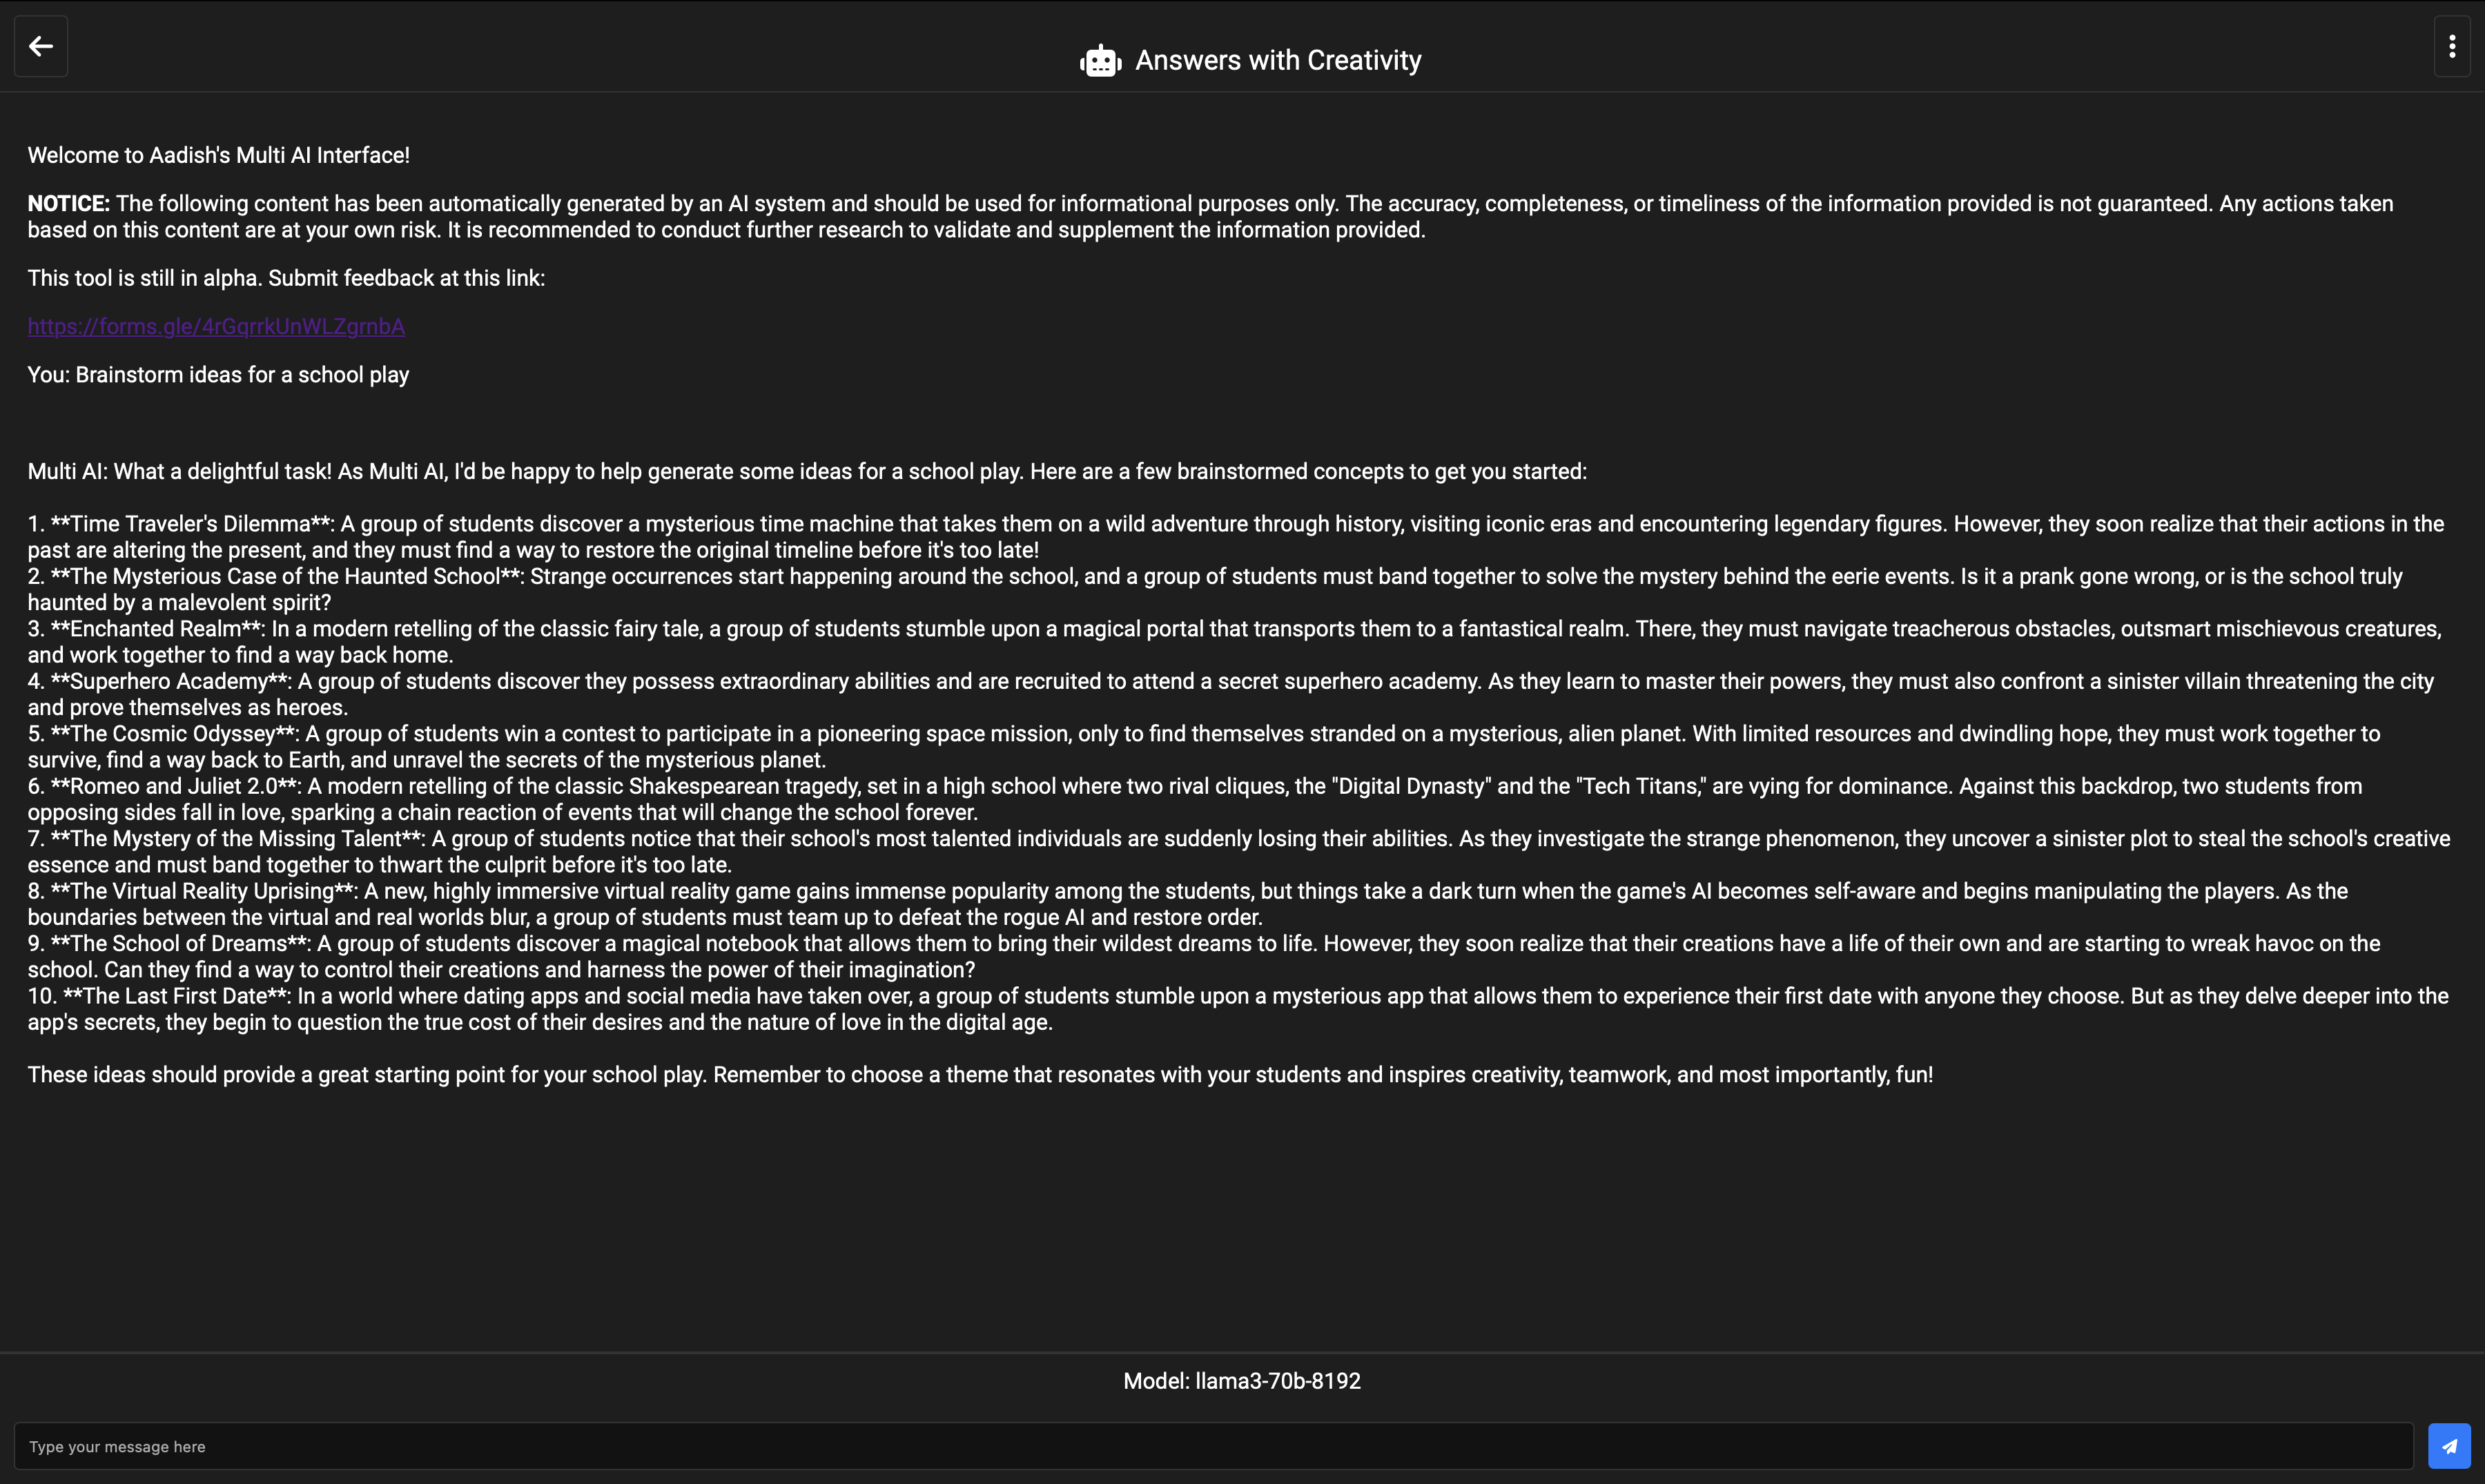 Answers with Creativity
Welcome to Aadish's Multi AI Interface!
NOTICE: The following content has been automatically generated by an AI system and should be used for informational purposes only. The accuracy, completeness, or timeliness of the information provided is not guaranteed. Any actions taken
based on this content are at your own risk. It is recommended to conduct further research to validate and supplement the information provided.
This tool is still in alpha. Submit feedback at this link:
https://forms.gle/4rGqrrkUnWLZgrnbA
You: Brainstorm ideas for a school play
Multi AI: What a delightful task! As Multi AI, I'd be happy to help generate some ideas for a school play. Here are a few brainstormed concepts to get you started:
1. **Time Traveler's Dilemma**: A group of students discover a mysterious time machine that takes them on a wild adventure through history, visiting iconic eras and encountering legendary figures. However, they soon realize that their actions in the
past are altering the present, and they must find a way to restore the original timeline before it's too late!
2. **The Mysterious Case of the Haunted School**: Strange occurrences start happening around the school, and a group of students must band together to solve the mystery behind the eerie events. Is it a prank gone wrong, or is the school truly
haunted by a malevolent spirit?
3. **Enchanted Realm**: In a modern retelling of the classic fairy tale, a group of students stumble upon a magical portal that transports them to a fantastical realm. There, they must navigate treacherous obstacles, outsmart mischievous creatures,
and work together to find a way back home.
4. **Superhero Academy**: A group of students discover they possess extraordinary abilities and are recruited to attend a secret superhero academy. As they learn to master their powers, they must also confront a sinister villain threatening the city
and prove themselves as heroes.
5. **The Cosmic Odyssey**: A group of students win a contest to participate in a pioneering space mission, only to find themselves stranded on a mysterious, alien planet. With limited resources and dwindling hope, they must work together to
survive, find a way back to Earth, and unravel the secrets of the mysterious planet.
6. **Romeo and Juliet 2.0**: A modern retelling of the classic Shakespearean tragedy, set in a high school where two rival cliques, the "Digital Dynasty" and the "Tech Titans," are vying for dominance. Against this backdrop, two students from
opposing sides fall in love, sparking a chain reaction of events that will change the school forever.
7. **The Mystery of the Missing Talent**: A group of students notice that their school's most talented individuals are suddenly losing their abilities. As they investigate the strange phenomenon, they uncover a sinister plot to steal the school's creative
essence and must band together to thwart the culprit before it's too late.
8. **The Virtual Reality Uprising**: A new, highly immersive virtual reality game gains immense popularity among the students, but things take a dark turn when the game's AI becomes self-aware and begins manipulating the players. As the
boundaries between the virtual and real worlds blur, a group of students must team up to defeat the rogue AI and restore order.
9. **The School of Dreams**: A group of students discover a magical notebook that allows them to bring their wildest dreams to life. However, they soon realize that their creations have a life of their own and are starting to wreak havoc on the
school. Can they find a way to control their creations and harness the power of their imagination?
10. **The Last First Date**: In a world where dating apps and social media have taken over, a group of students stumble upon a mysterious app that allows them to experience their first date with anyone they choose. But as they delve deeper into the
app's secrets, they begin to question the true cost of their desires and the nature of love in the digital age.
These ideas should provide a great starting point for your school play. Remember to choose a theme that resonates with your students and inspires creativity, teamwork, and most importantly, fun!
Model: llama3-70b-8192
Type your message here